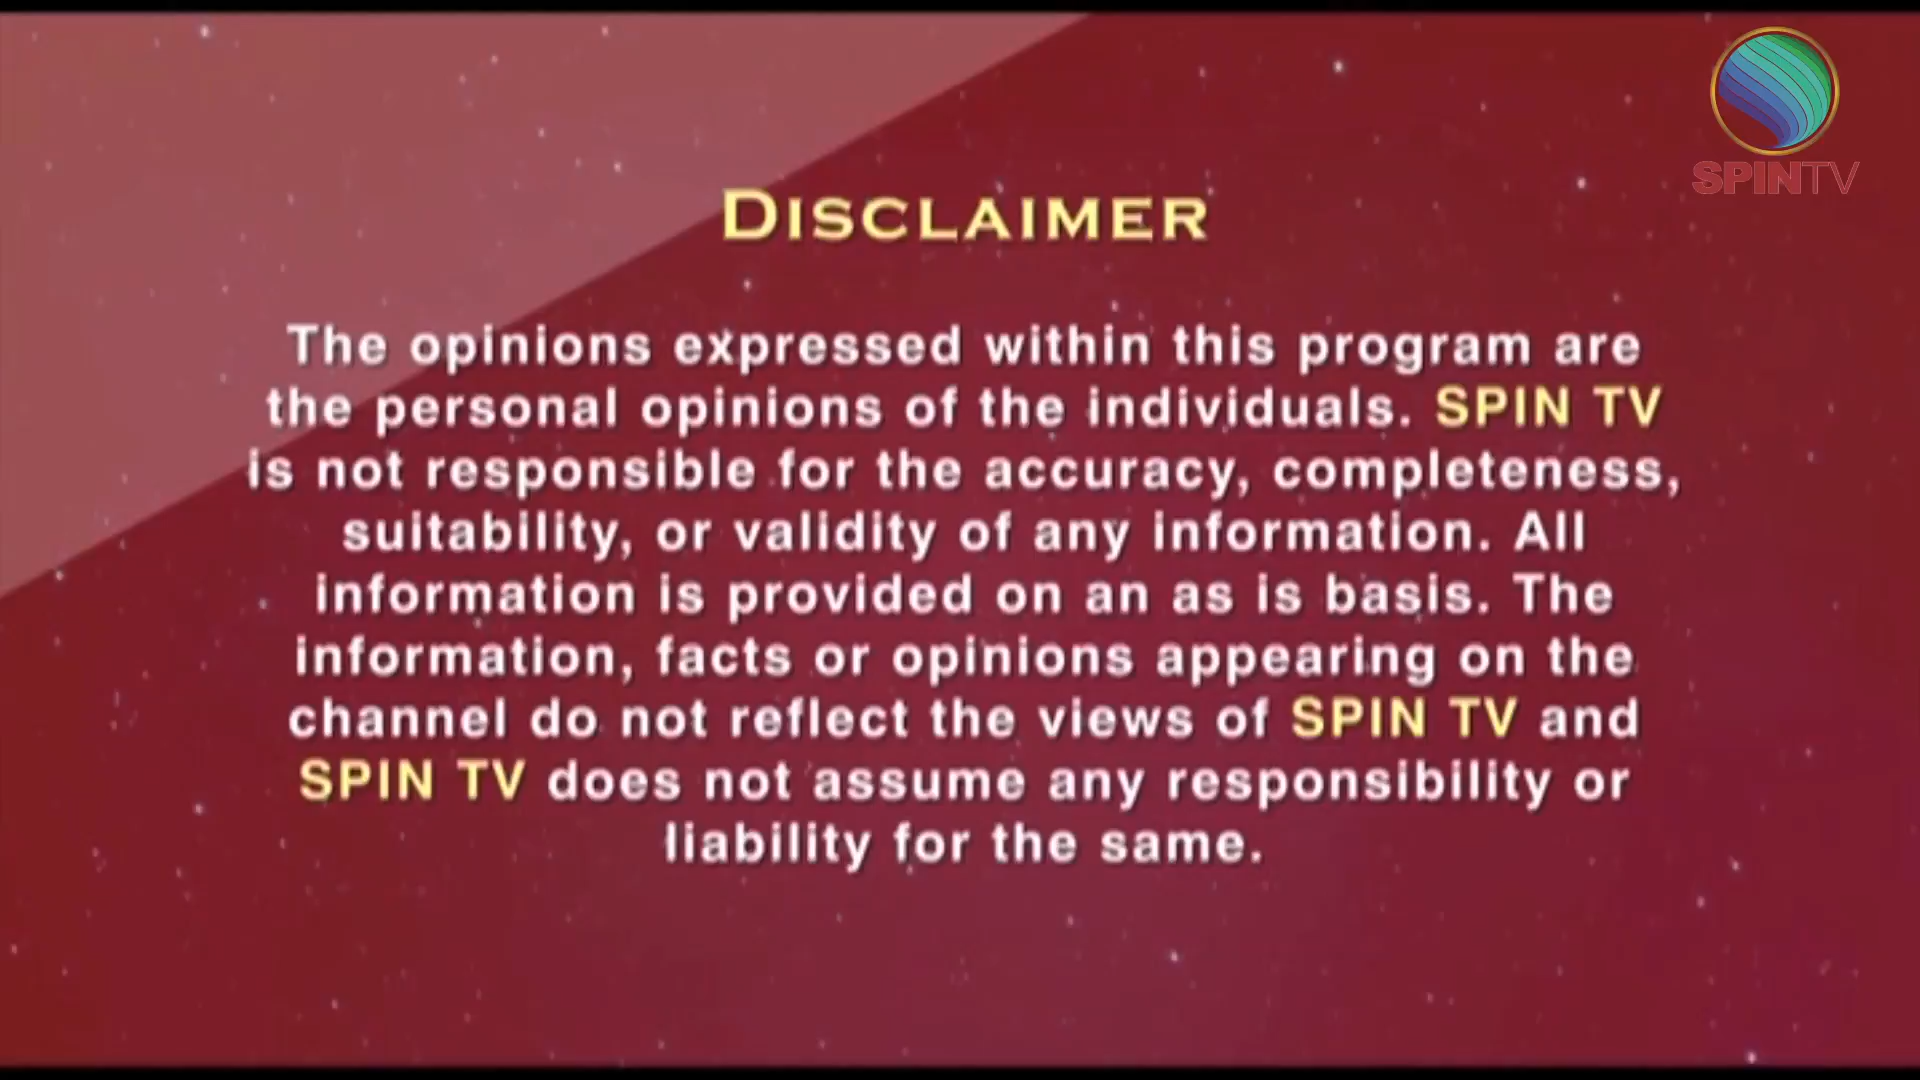 SPINTV
DISCLAIMER
The opinions expressed within this program are
the personal opinions of the individuals. SPIN TV
is not responsible for the accuracy, completeness,
suitability, or validity of any information. All
information is provided on an as is basis. The
information, facts or opinions appearing on the
channel do not reflect the views of SPIN TV and
SPIN TV does not assume any responsibility or
liability for the same.